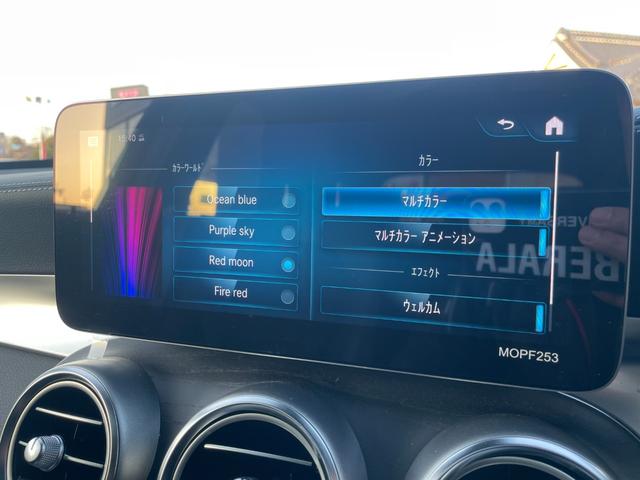 15:40
カラーワールド
Ocean blue
Purple sky
Red moon
Fire red
カラー
マルチカラー
マルチカラー アニメーション
エフェクト
ウェルカム
MOPF253
BERALA